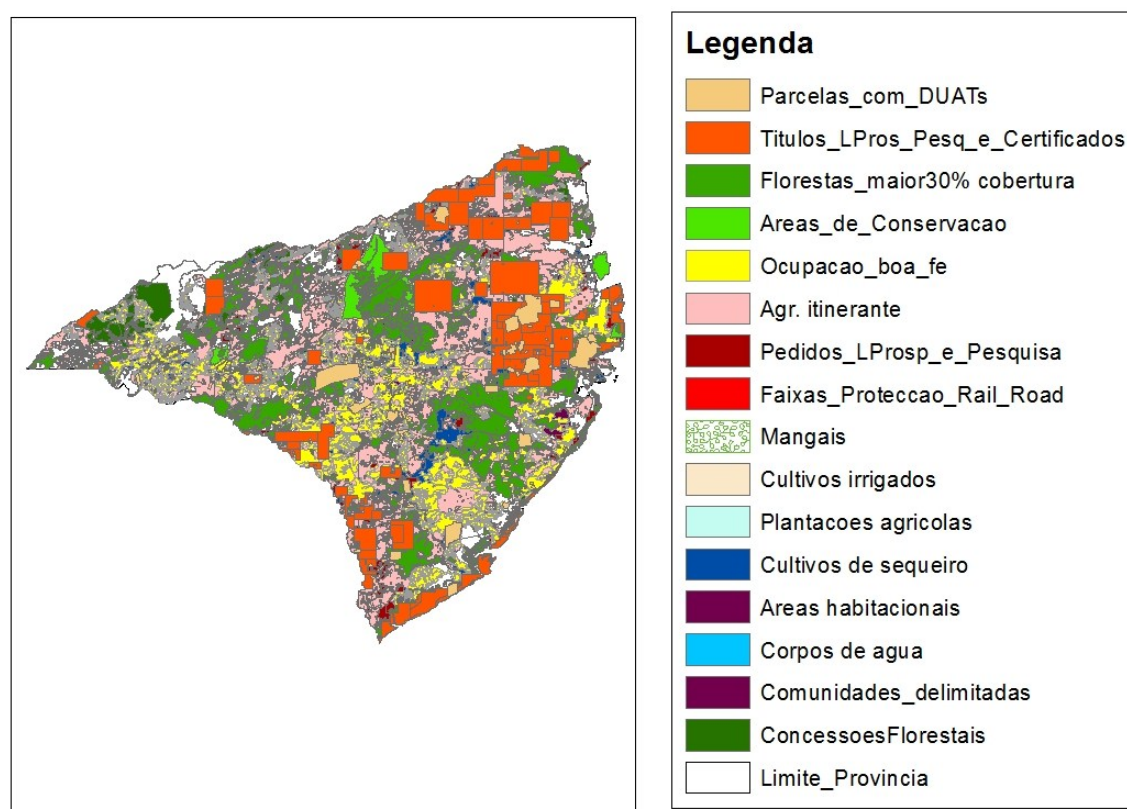 Legenda
Parcelas_com_DUATs
Titulos_LPros_Pesq_e_Certificados
Florestas_maior30% cobertura
Areas_de_Conservacao
Ocupacao_boa_fe
Agr. itinerante
Pedidos_LProsp_e_Pesquisa
Faixas_Proteccao_Rail_Road
Mangais
Cultivos irrigados
Plantacoes agricolas
Cultivos de sequeiro
Areas habitacionais
Corpos de agua
Comunidades_delimitadas
ConcessoesFlorestais
Limite_Provincia